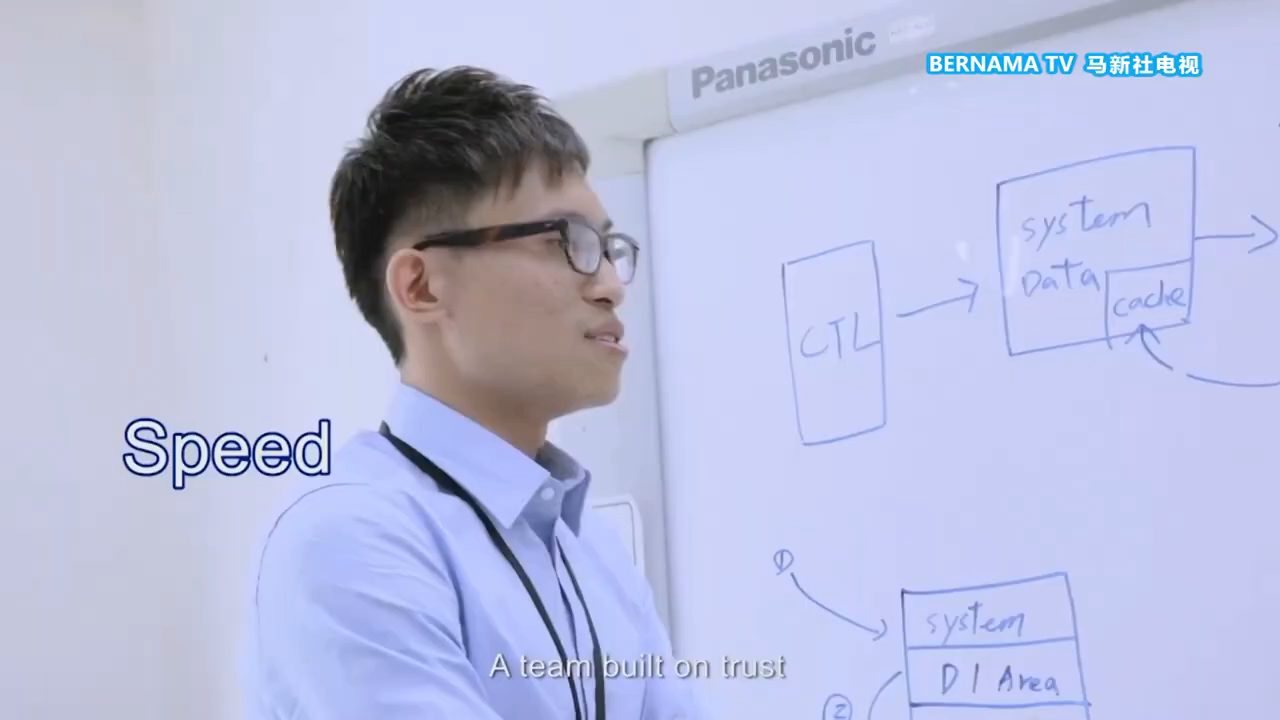 Panasonic
BERNAMA TV 马新社电视
system
Data
cache
CTL
Speed
①
system
A team built on trust
D1 Area
②